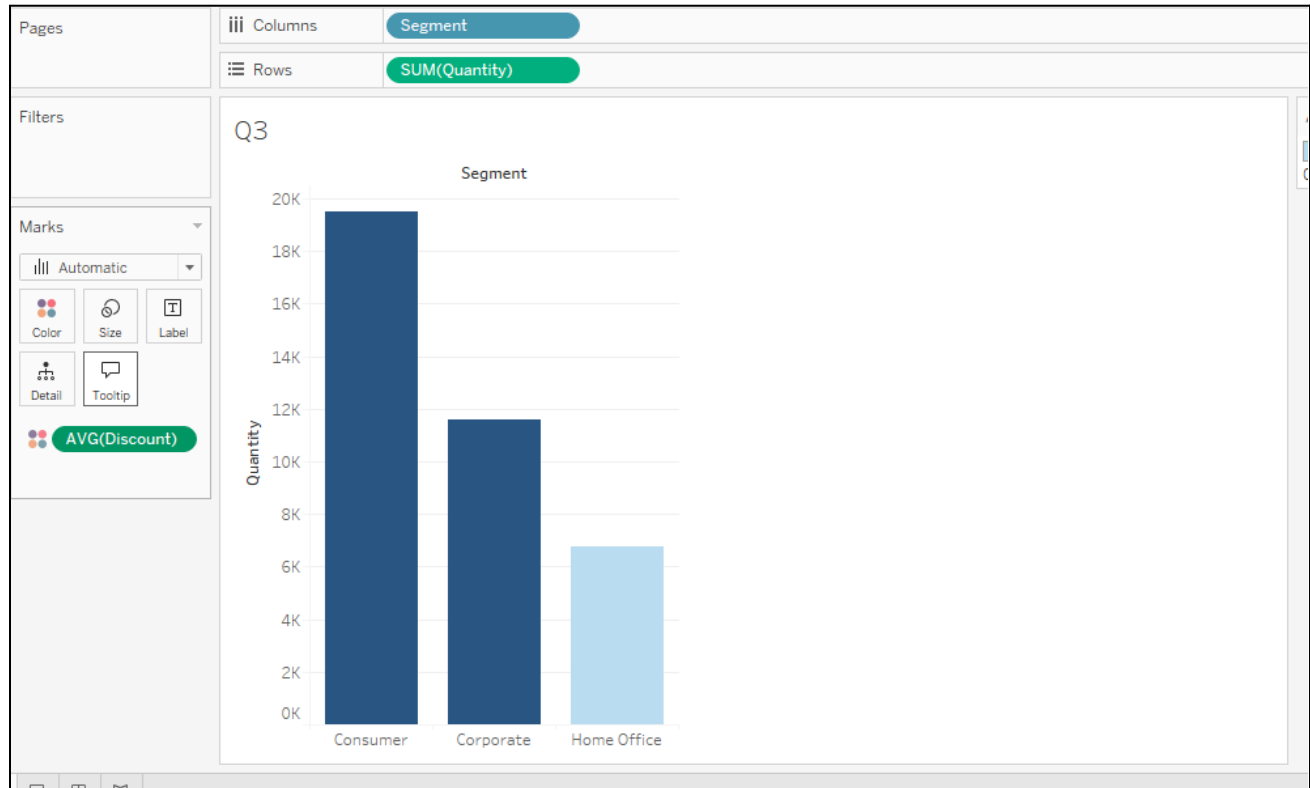 Pages
Columns
Segment
Rows
SUM(Quantity)
Filters
Q3
Segment
Marks
Automatic
Color Size Label
Detail Tooltip
AVG(Discount)
20K
18K
16K
14K
12K
10K
8K
6K
4K
2K
0K
Quantity
Consumer Corporate Home Office